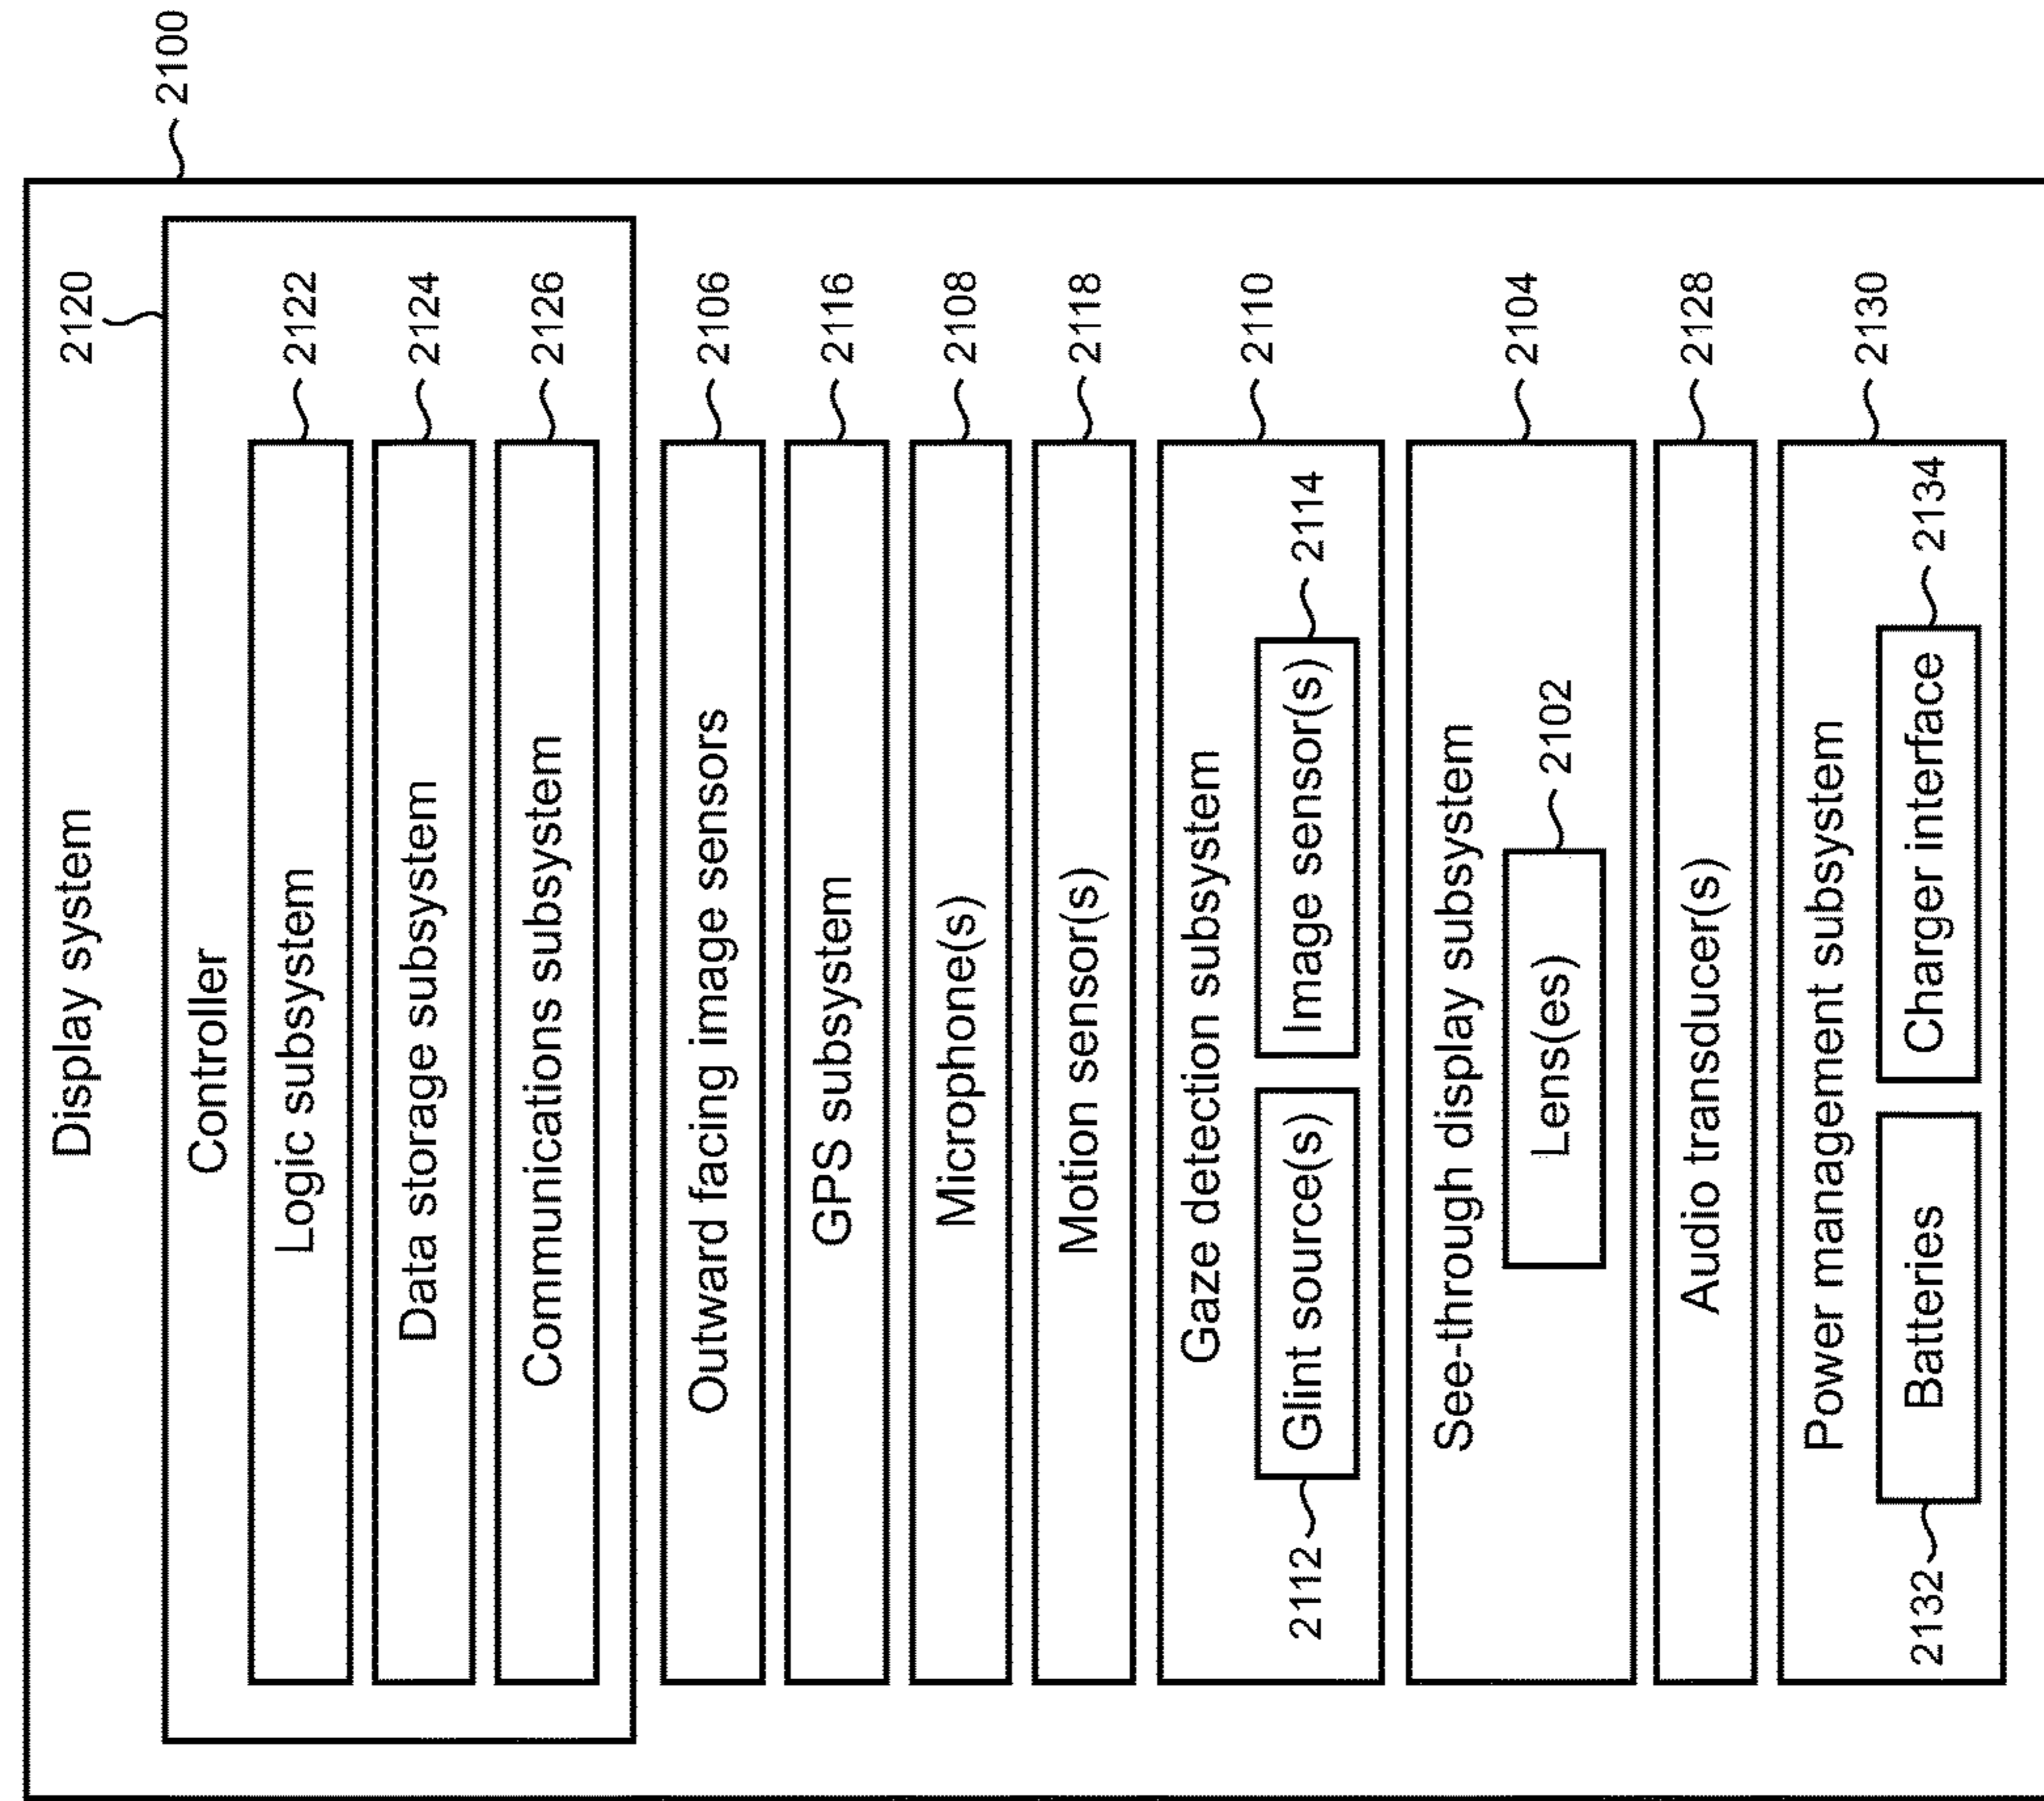 2100
Display system
2120
Controller
Logic subsystem
2122
Data storage subsystem
2124
Communications subsystem
2126
Outward facing image sensors
2106
GPS subsystem
2116
Microphone(s)
2108
Motion sensor(s)
2118
Gaze detection subsystem
2110
2112
Glint source(s)
Image sensor(s)
2114
See-through display subsystem
2104
Lens(es)
2102
Audio transducer(s)
2128
Power management subsystem
2130
2132
Batteries
Charger interface
2134